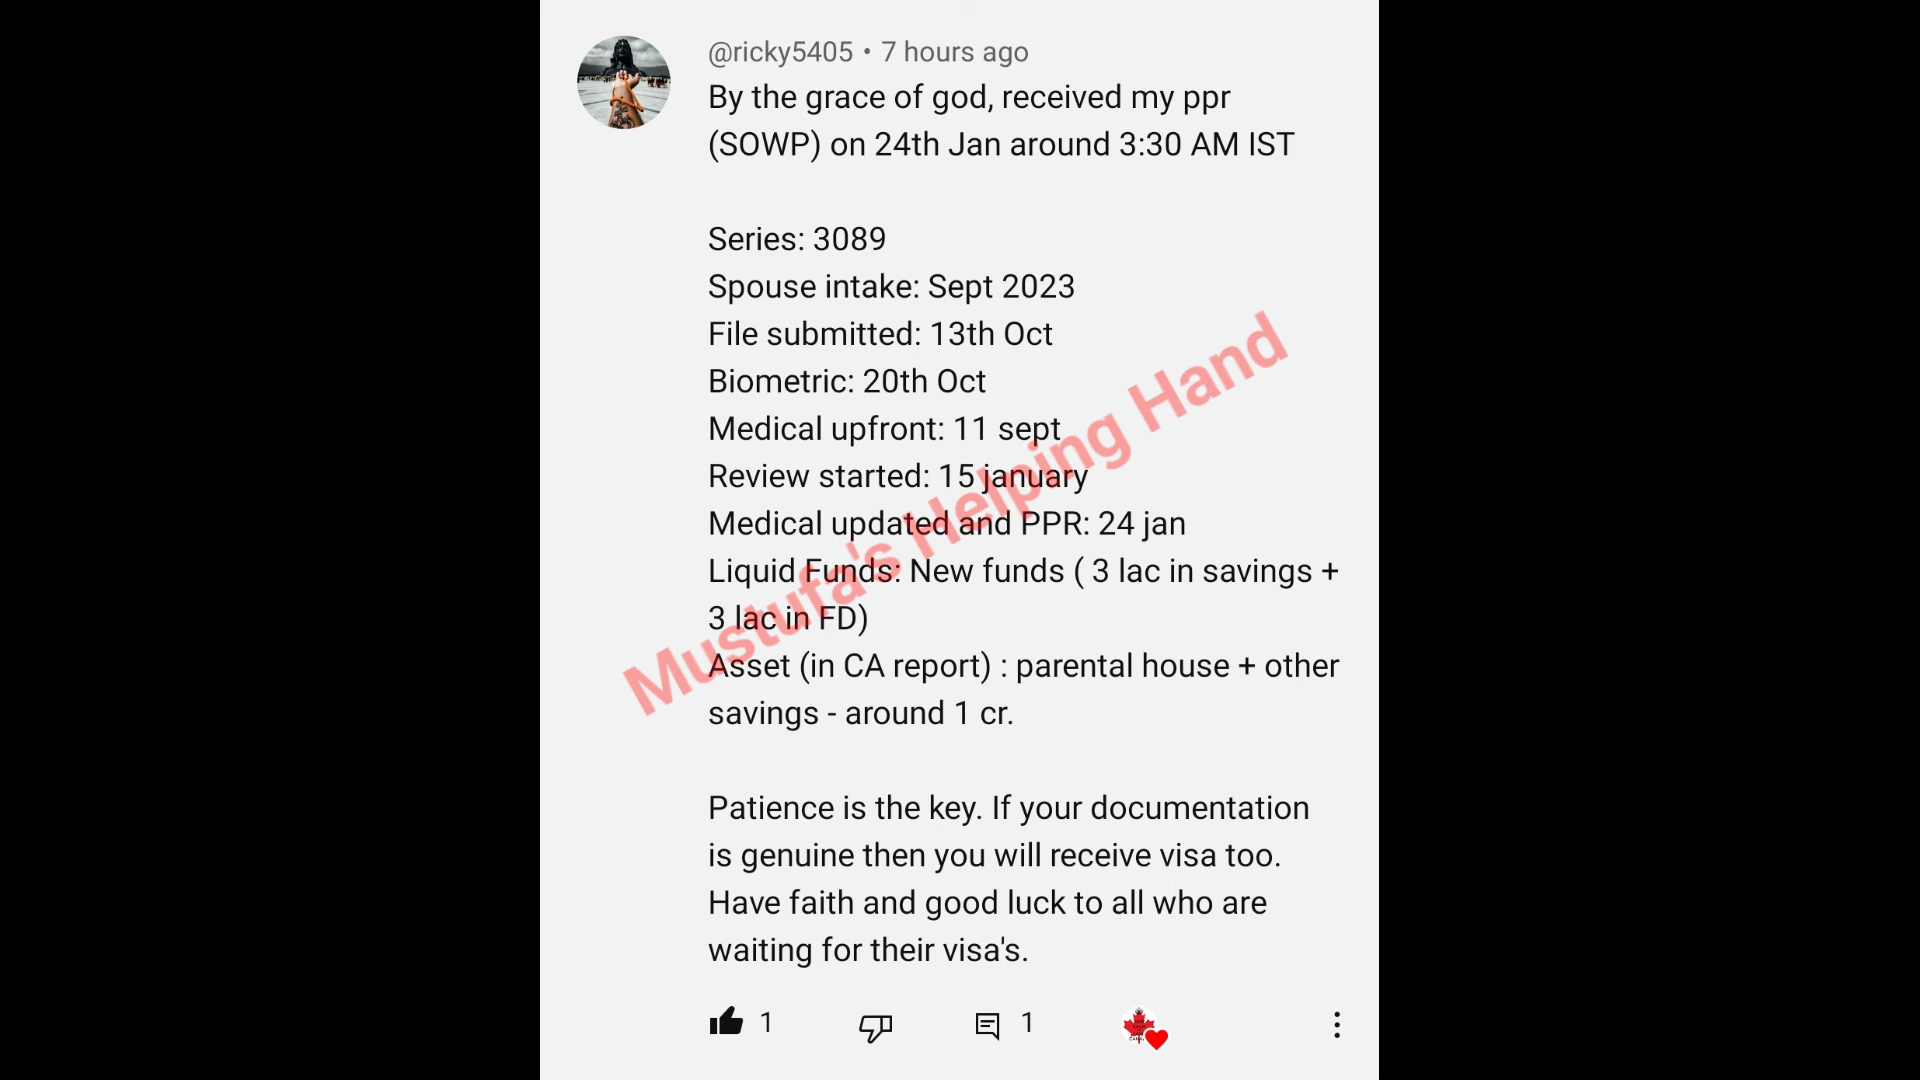 @ricky5405 • 7 hours ago
By the grace of god, received my ppr
(SOWP) on 24th Jan around 3:30 AM IST
Series: 3089
Spouse intake: Sept 2023
File submitted: 13th Oct
Biometric: 20th Oct
Medical upfront: 11 sept
Review started: 15 january
Medical updated and PPR: 24 jan
Liquid Funds: New funds ( 3 lac in savings +
3 lac in FD)
Asset (in CA report) : parental house + other
savings - around 1 cr.
Patience is the key. If your documentation
is genuine then you will receive visa too.
Have faith and good luck to all who are
waiting for their visa's.
1
1
Mustufa's Helping Hand